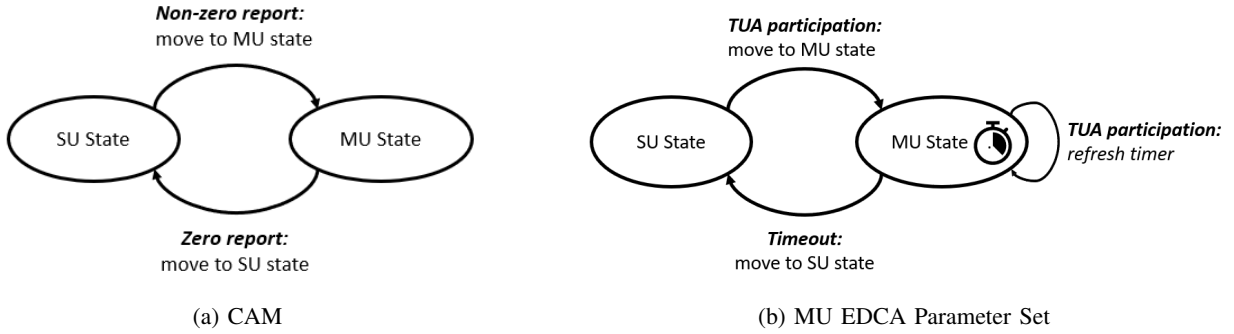 Non-zero report:
move to MU state
SU State
MU State
Zero report:
move to SU state
(a) CAM
TUA participation:
move to MU state
SU State
MU State
TUA participation:
refresh timer
Timeout:
move to SU state
(b) MU EDCA Parameter Set